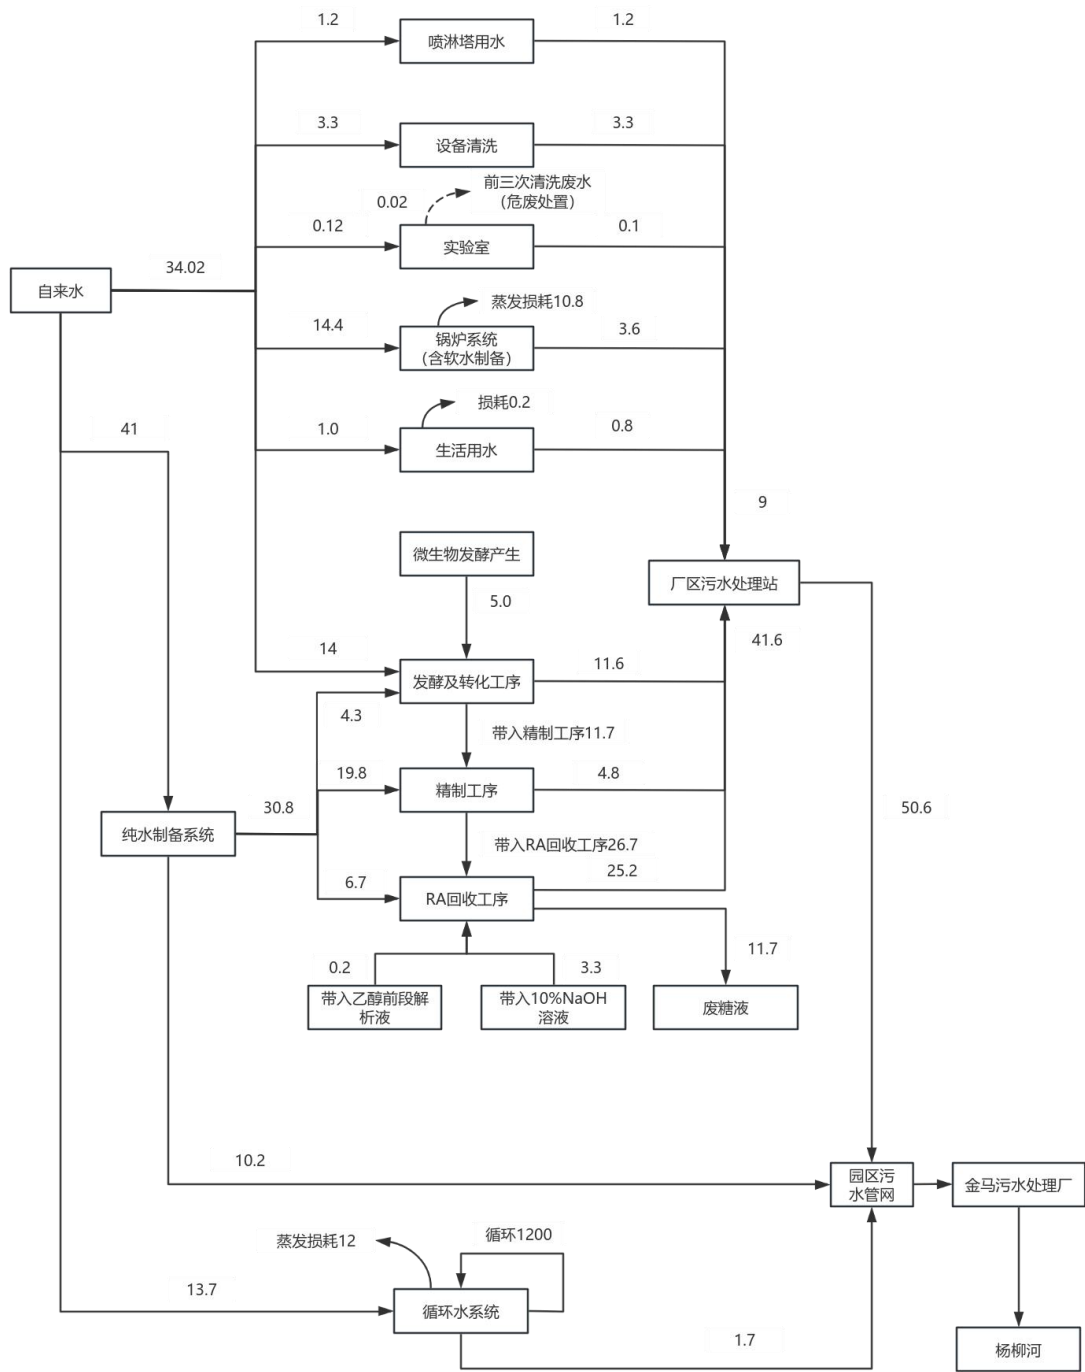 1.2
喷淋塔用水
1.2
3.3
设备清洗
3.3
前三次清洗废水
（危废处置）
0.02
0.12
实验室
0.1
自来水
34.02
蒸发损耗10.8
14.4
锅炉系统
（含软水制备）
3.6
损耗0.2
41
1.0
生活用水
0.8
9
微生物发酵产生
厂区污水处理站
5.0
41.6
14
发酵及转化工序
11.6
4.3
带入精制工序11.7
19.8
精制工序
4.8
30.8
50.6
纯水制备系统
带入RA回收工序26.7
6.7
RA回收工序
25.2
11.7
0.2
3.3
带入乙醇前段解
析液
带入10%NaOH
溶液
废糖液
10.2
园区污
水管网
金马污水处理厂
循环1200
蒸发损耗12
13.7
循环水系统
1.7
杨柳河